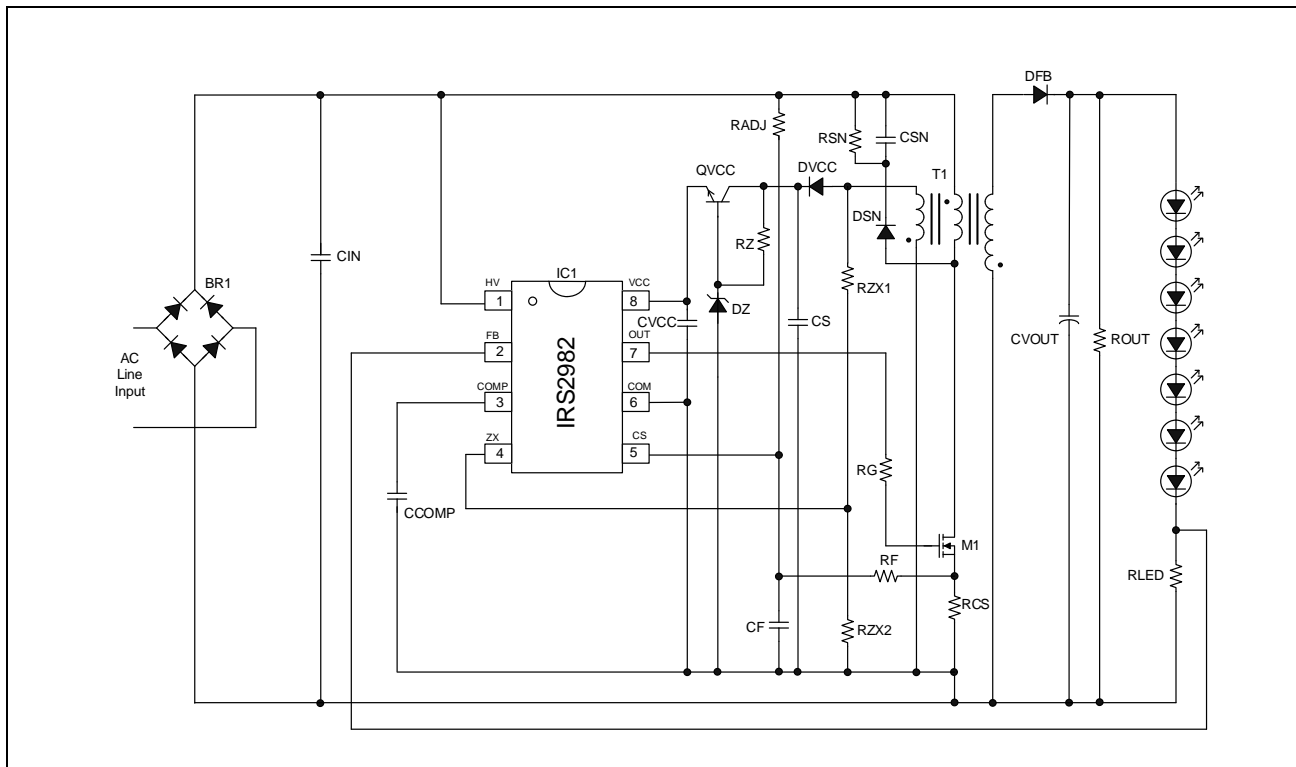 DFB
RADJ
RSN
CSN
QVCC
DVCC
T1
DSN
RZ
CIN
IC1
BR1
HV
VCC
1
8
RZX1
DZ
CVCC
CS
FB
OUT
2
7
CVOUT
ROUT
AC
Line
Input
IRS2982
COMP
COM
3
6
ZX
CS
4
5
RG
CCOMP
M1
RF
RLED
RCS
CF
RZX2